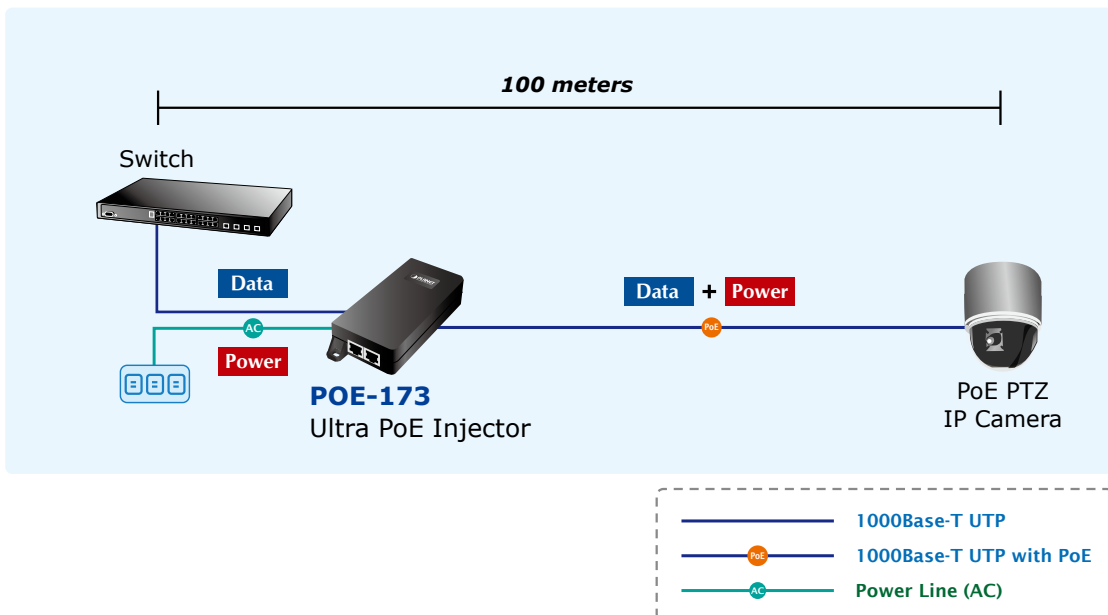 100 meters
Switch
Data
PLANET
Data + Power
AC
PoE
Power
POE-173
Ultra PoE Injector
PoE PTZ
IP Camera
1000Base-T UTP
PoE
1000Base-T UTP with PoE
AC
Power Line (AC)